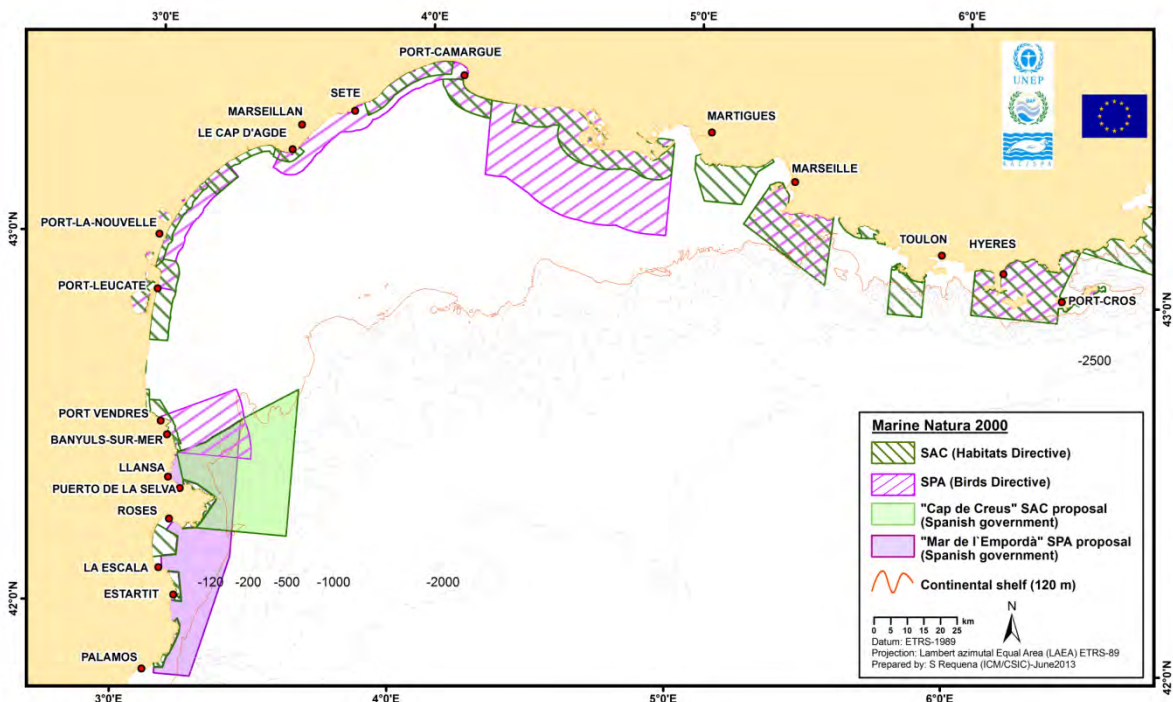 3°0'E
4°0'E
5°0'E
6°0'E
PORT-CAMARGUE
SETE
MARSEILLAN
LE CAP D'AGDE
MARTIGUES
MARSEILLE
UNEP
PORT-LA-NOUVELLE
43°0'N
TOULON
HYERES
PORT-LEUCATE
PORT-CROS
43°0'N
-2500
PORT VENDRES
BANYULS-SUR-MER
LLANSA
PUERTO DE LA SELVA
ROSES
LA ESCALA
ESTARTIT
PALAMOS
-120
-200
-500
-1000
-2000
42°0'N
42°0'N
Marine Natura 2000
SAC (Habitats Directive)
SPA (Birds Directive)
"Cap de Creus" SAC proposal
(Spanish government)
"Mar de l`Empordà" SPA proposal
(Spanish government)
Continental shelf (120 m)
km
0 5 10 15 20 25
N
Datum: ETRS-1989
Projection: Lambert azimutal Equal Area (LAEA) ETRS-89
Prepared by: S Requena (ICM/CSIC)-June2013
3°0'E
4°0'E
5°0'E
6°0'E